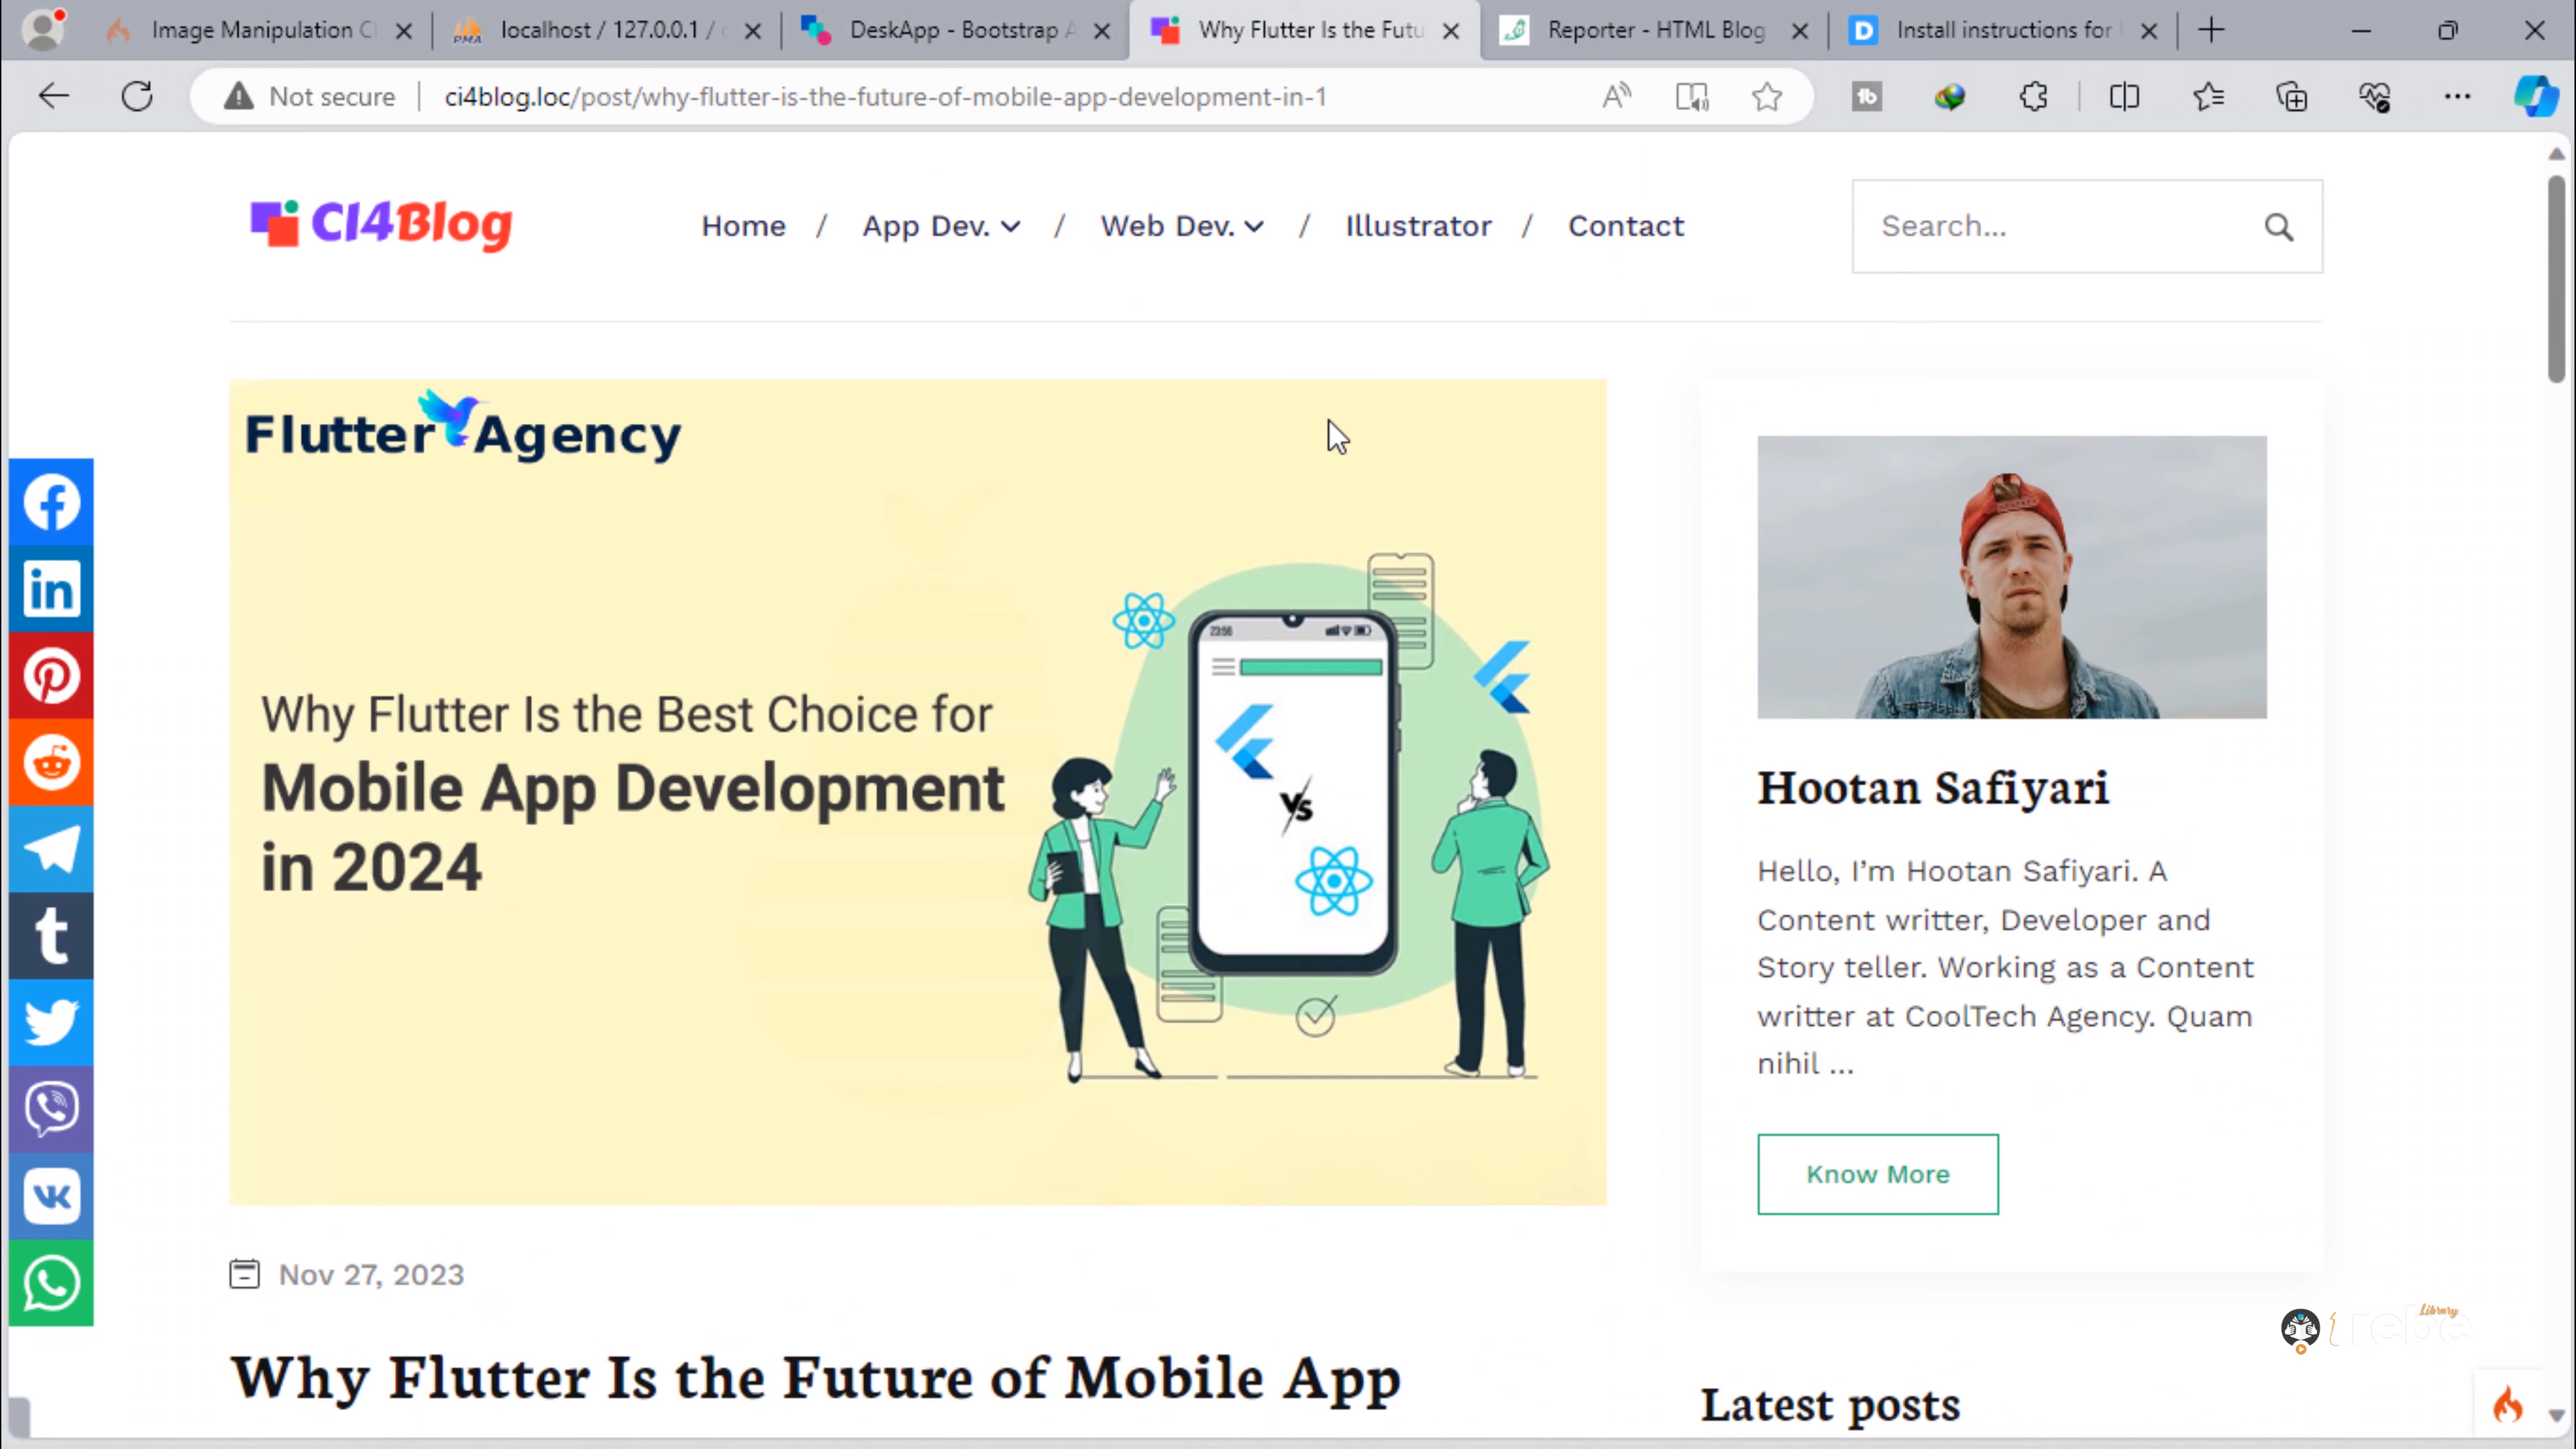 Image Manipulation Cl
localhost / 127.0.0.1 / c
DeskApp - Bootstrap A
Why Flutter Is the Futu
Reporter - HTML Blog
Install instructions for
Not secure
ci4blog.loc/post/why-flutter-is-the-future-of-mobile-app-development-in-1
CI4Blog
Home / App Dev. / Web Dev. / Illustrator / Contact
Search...
Flutter Agency
23:56
Why Flutter Is the Best Choice for
Mobile App Development
in 2024
VS
Hootan Safiyari
Hello, I'm Hootan Safiyari. A
Content writter, Developer and
Story teller. Working as a Content
writter at CoolTech Agency. Quam
nihil ...
Know More
Nov 27, 2023
Why Flutter Is the Future of Mobile App
Latest posts
Library